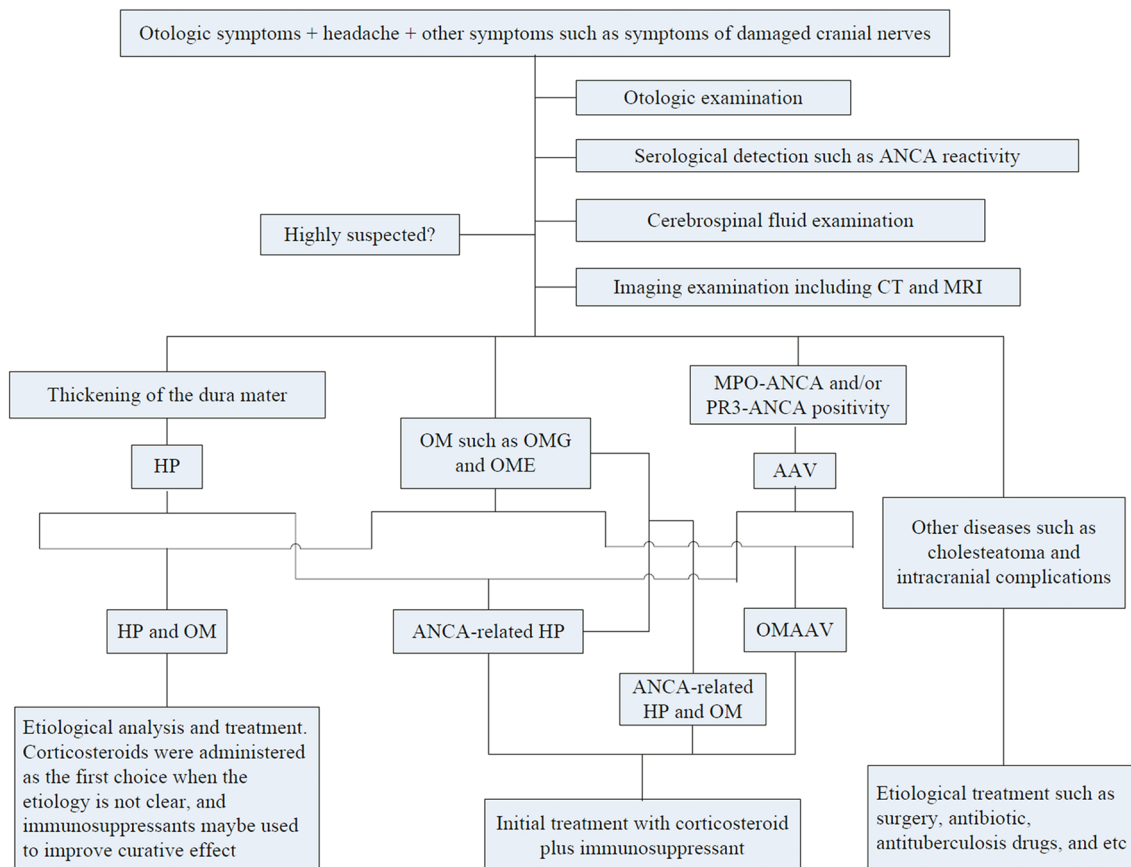 Otologic symptoms + headache + other symptoms such as symptoms of damaged cranial nerves
Otologic examination
Serological detection such as ANCA reactivity
Cerebrospinal fluid examination
Highly suspected?
Imaging examination including CT and MRI
Thickening of the dura mater
MPO-ANCA and/or
PR3-ANCA positivity
HP
OM such as OMG
and OME
AAV
Other diseases such as
cholesteatoma and
intracranial complications
HP and OM
ANCA-related HP
OMAAV
ANCA-related
HP and OM
Etiological analysis and treatment.
Corticosteroids were administered
as the first choice when the
etiology is not clear, and
immunosuppressants maybe used
to improve curative effect
Initial treatment with corticosteroid
plus immunosuppressant
Etiological treatment such as
surgery, antibiotic,
antituberculosis drugs, and etc